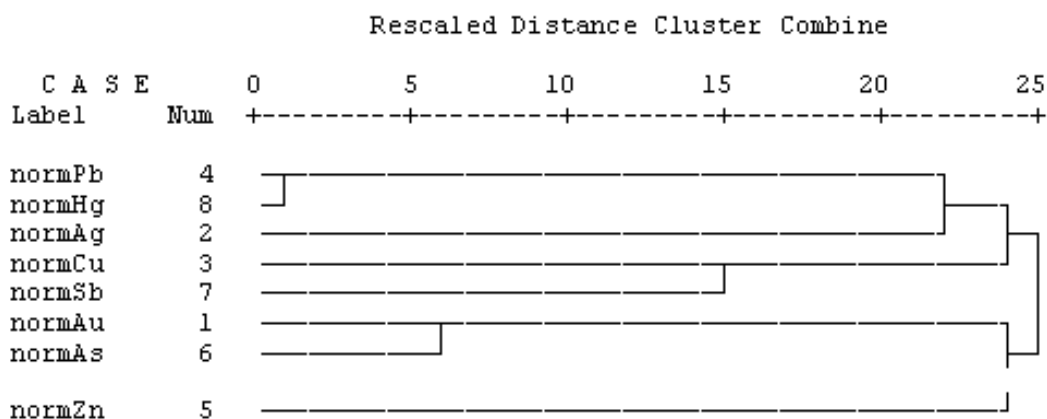 Rescaled Distance Cluster Combine
C A S E 0 5 10 15 20 25
Label Num +---------+---------+---------+---------+---------+
normPb 4
normHg 8
normAg 2
normCu 3
normSb 7
normAu 1
normAs 6
normZn 5